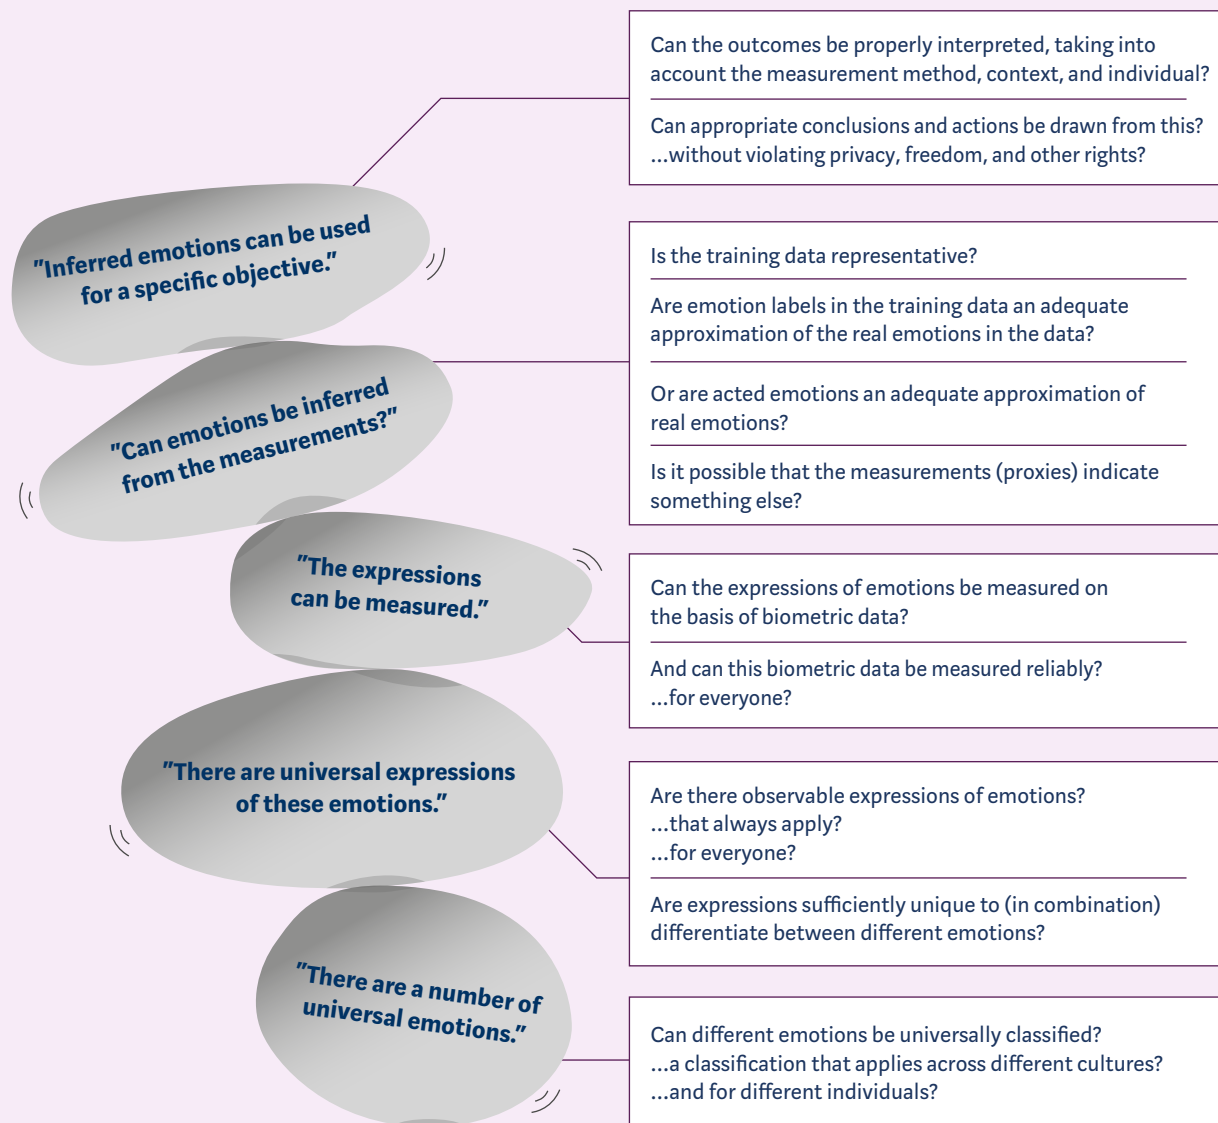 Can the outcomes be properly interpreted, taking into
account the measurement method, context, and individual?
Can appropriate conclusions and actions be drawn from this?
...without violating privacy, freedom, and other rights?
"Inferred emotions can be used
for a specific objective."
Is the training data representative?
Are emotion labels in the training data an adequate
approximation of the real emotions in the data?
Or are acted emotions an adequate approximation of
real emotions?
Is it possible that the measurements (proxies) indicate
something else?
"Can emotions be inferred
from the measurements?"
"The expressions
can be measured."
Can the expressions of emotions be measured on
the basis of biometric data?
And can this biometric data be measured reliably?
...for everyone?
"There are universal expressions
of these emotions."
Are there observable expressions of emotions?
...that always apply?
...for everyone?
Are expressions sufficiently unique to (in combination)
differentiate between different emotions?
"There are a number of
universal emotions."
Can different emotions be universally classified?
...a classification that applies across different cultures?
...and for different individuals?